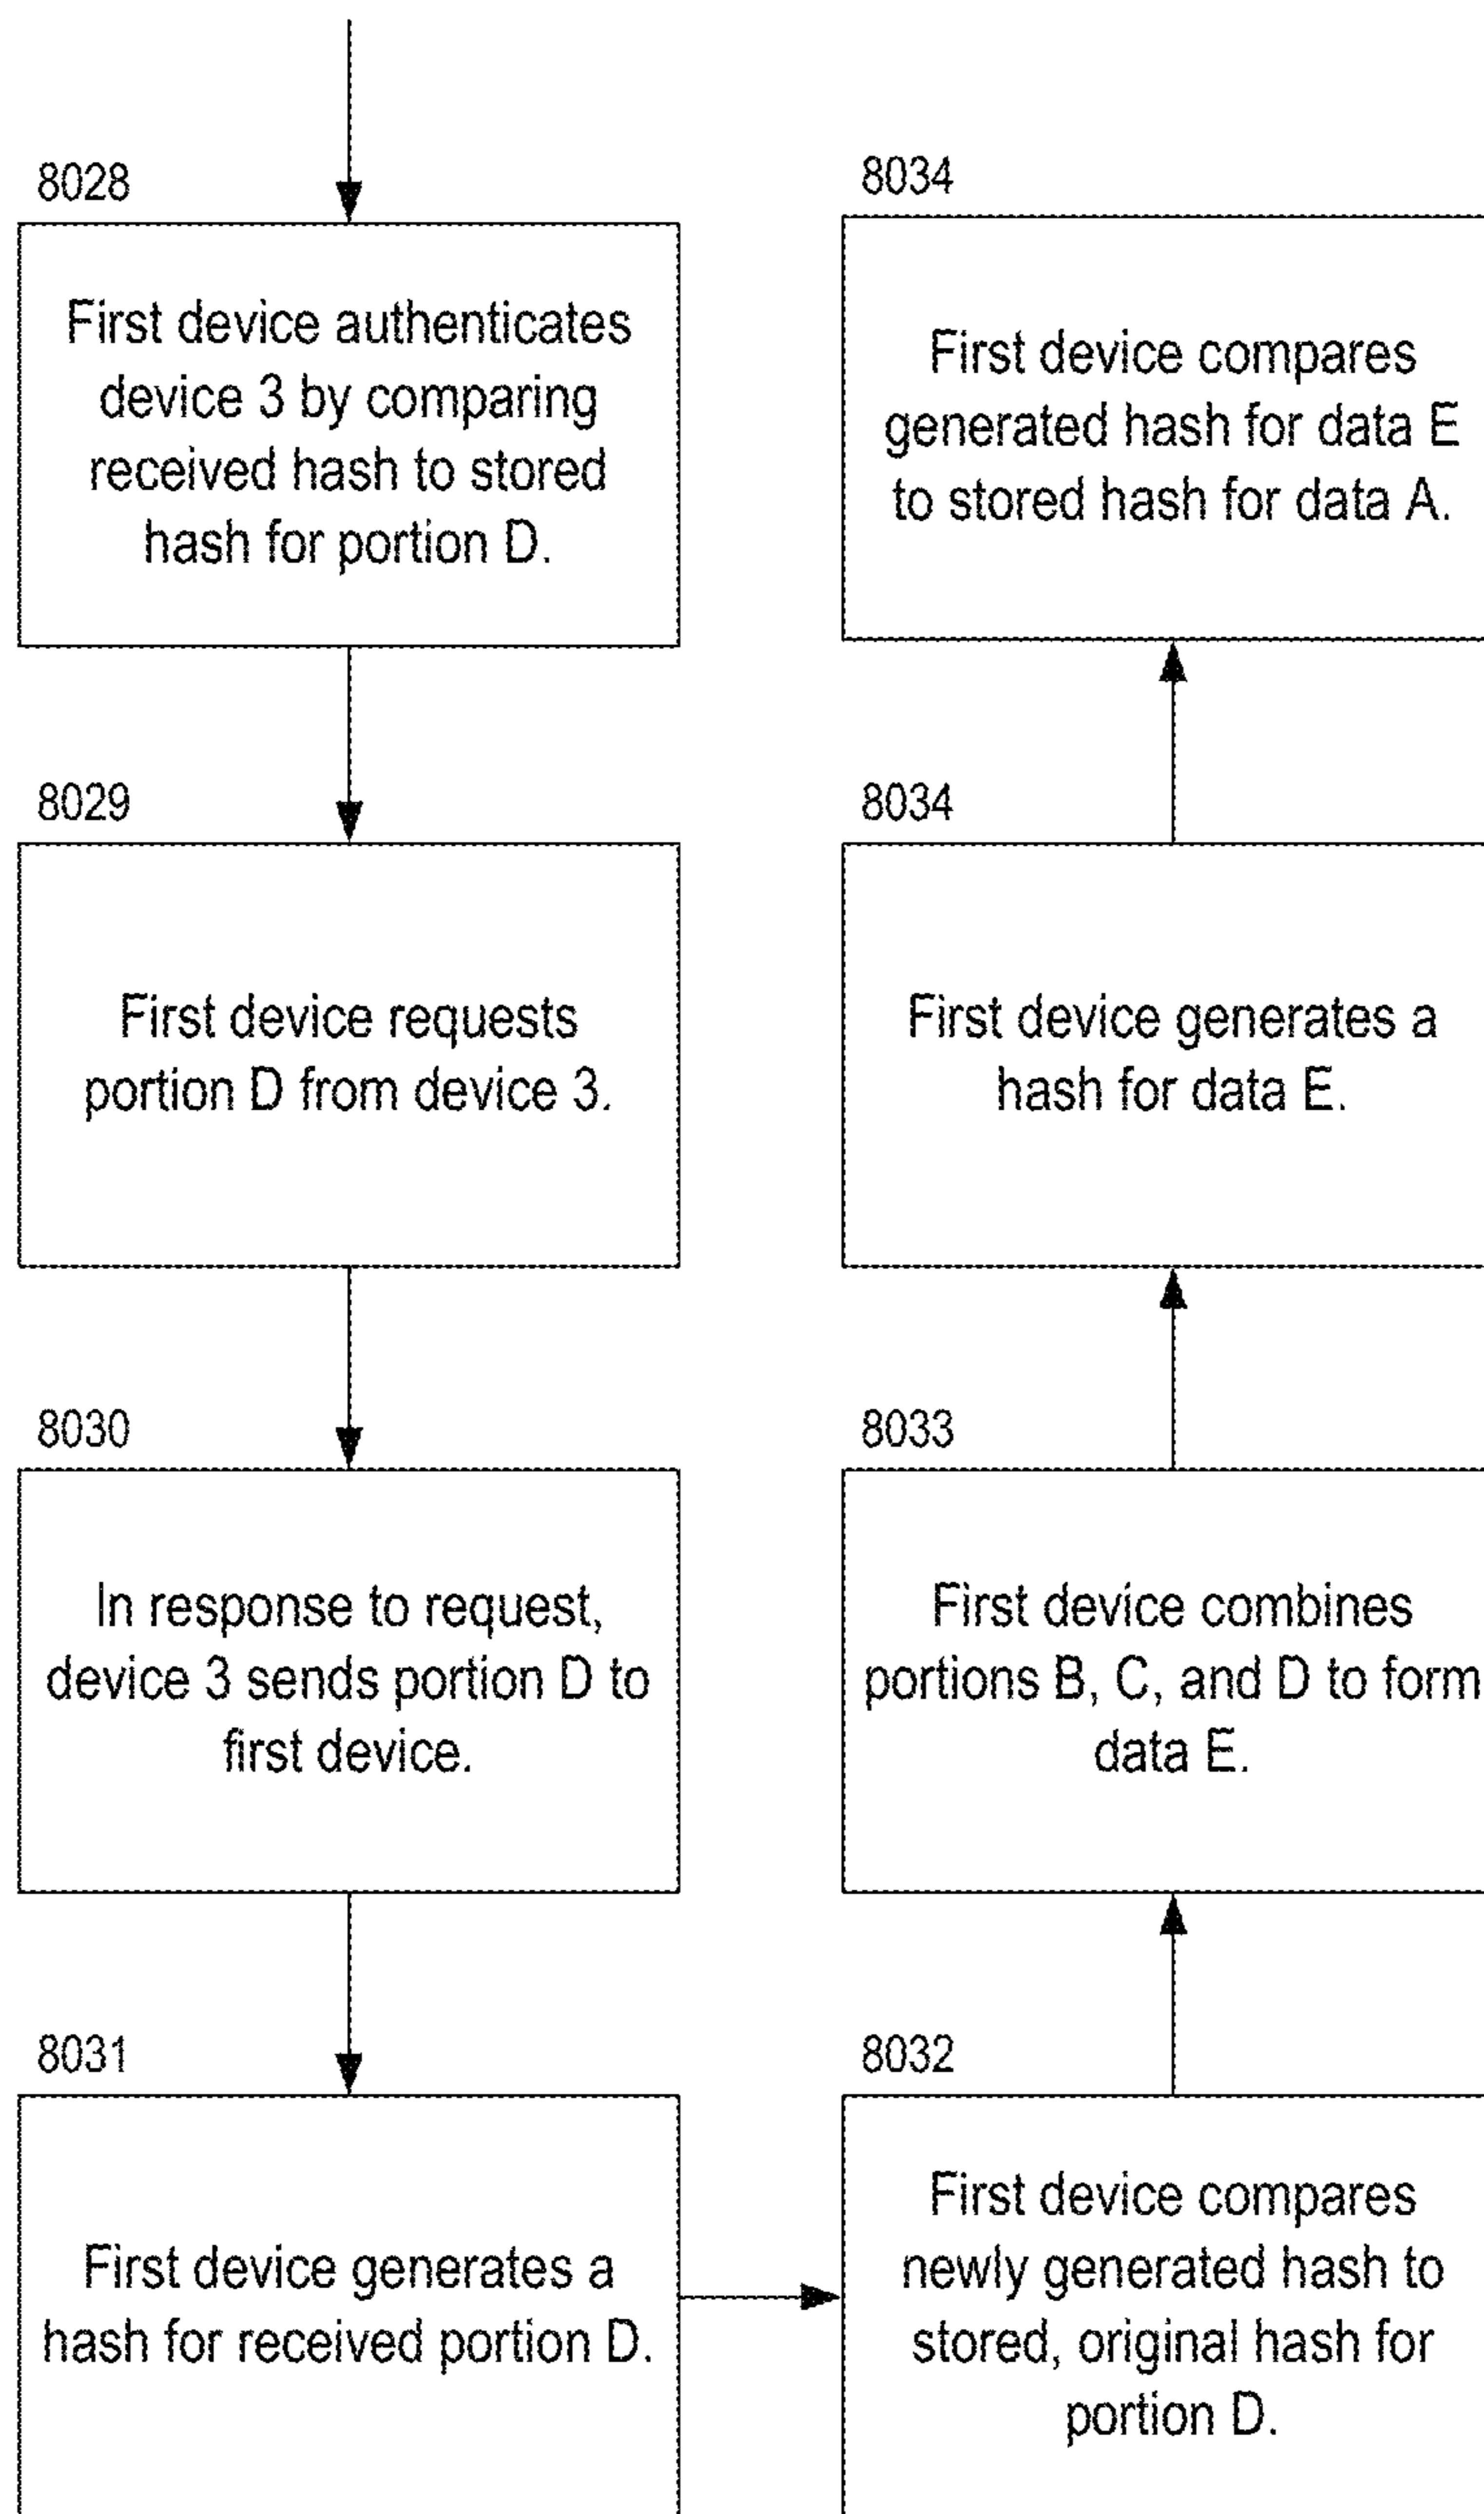 8028
First device authenticates
device 3 by comparing
received hash to stored
hash for portion D.
8029
First device requests
portion D from device 3.
8030
In response to request,
device 3 sends portion D to
first device.
8031
First device generates a
hash for received portion D.
8032
First device compares
newly generated hash to
stored, original hash for
portion D.
8033
First device combines
portions B, C, and D to form
data E.
8034
First device generates a
hash for data E.
8034
First device compares
generated hash for data E
to stored hash for data A.